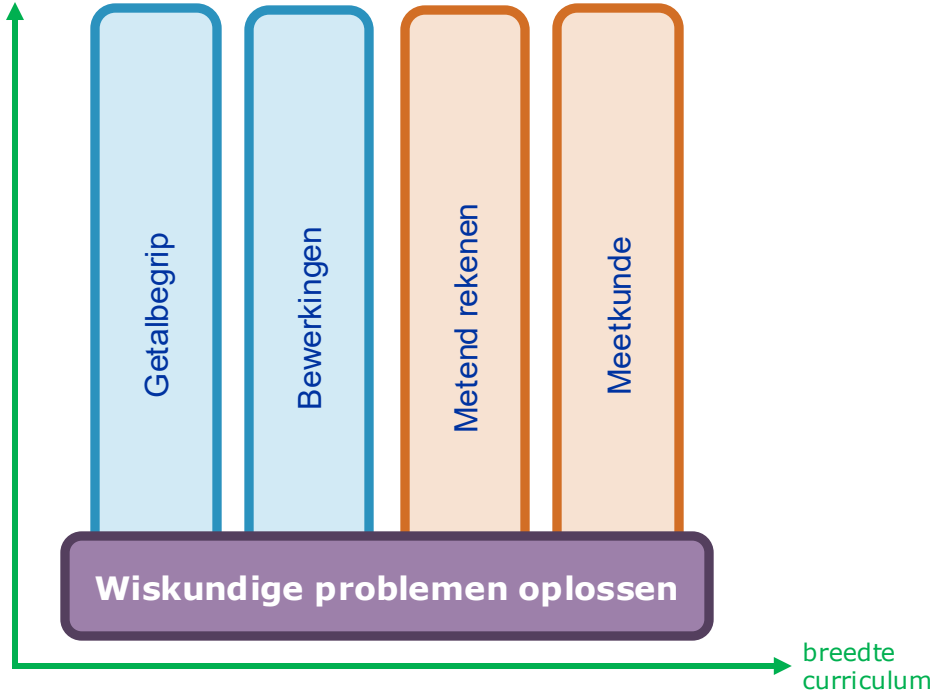 Getalbegrip
Bewerkingen
Metend rekenen
Meetkunde
Wiskundige problemen oplossen
breedte
curriculum